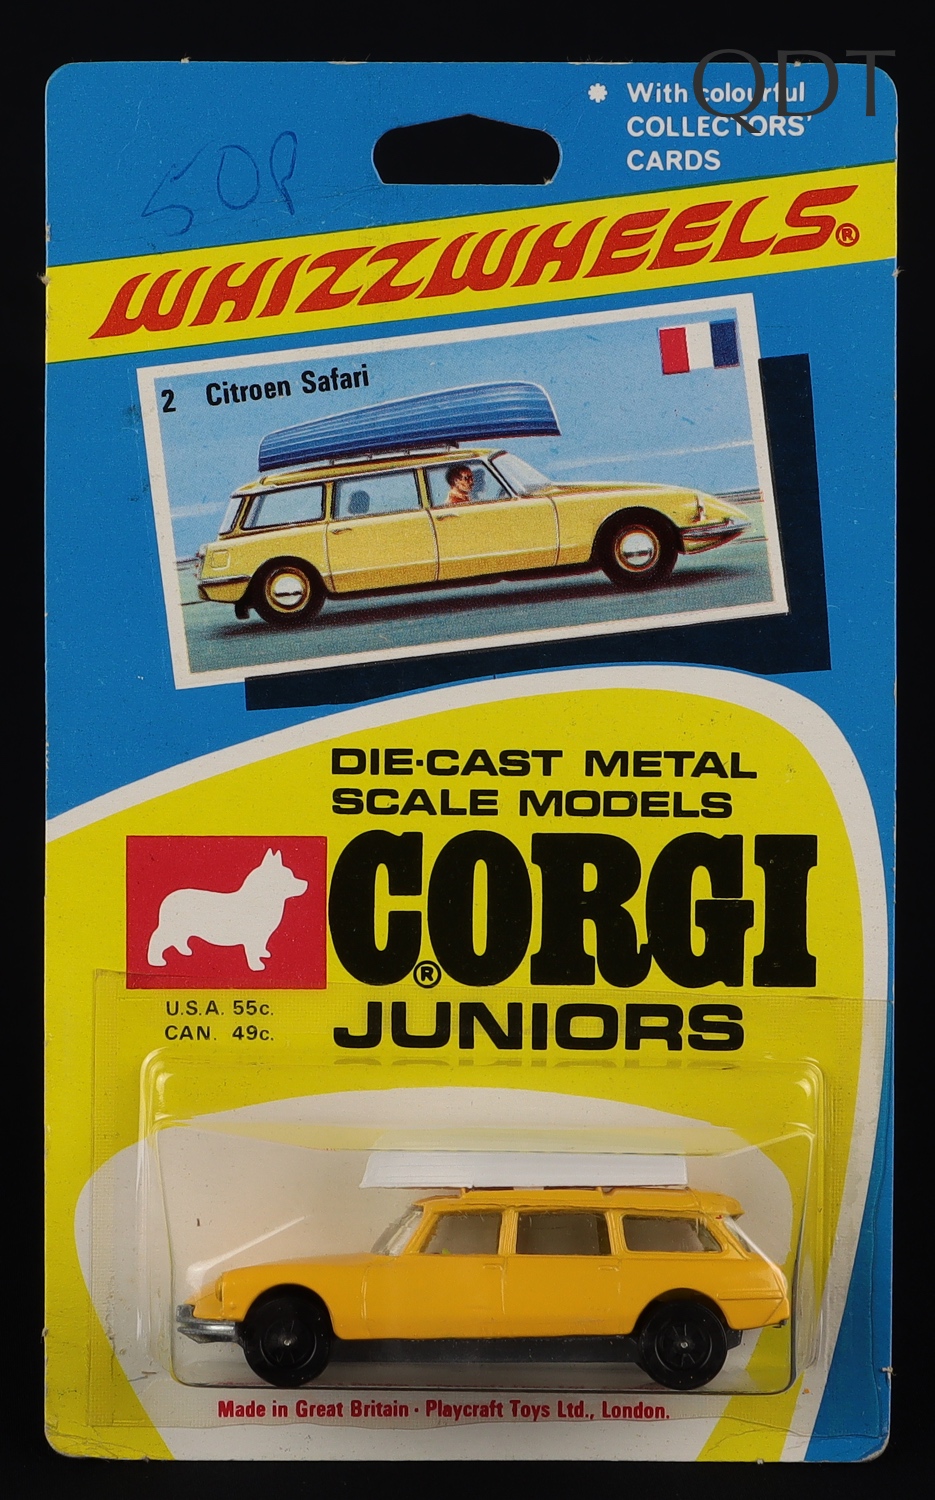 QDT
* With colourful
COLLECTORS'
CARDS
50P
WHIZZWHEELS®
2 Citroen Safari
DIE-CAST METAL
SCALE MODELS
CORGI®
JUNIORS
U.S.A. 55c.
CAN. 49c.
Made in Great Britain · Playcraft Toys Ltd., London.